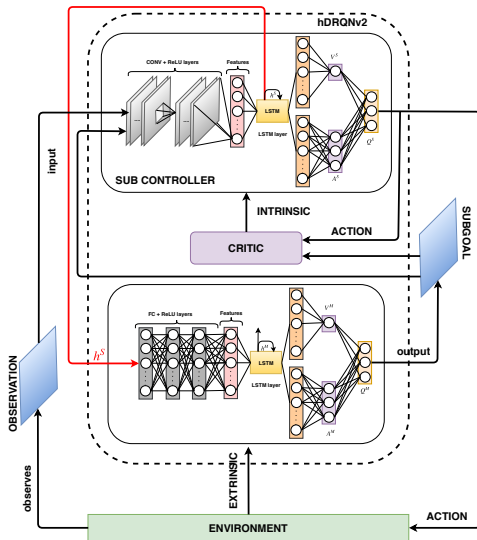 hDRQNv2
CONV + ReLU layers
Features
V^S
h^S
LSTM
LSTM layer
Q^S
A^S
...
...
SUB CONTROLLER
input
INTRINSIC
ACTION
CRITIC
SUBGOAL
FC + ReLU layers
Features
V^M
h^M
h^S
LSTM
LSTM layer
output
Q^M
A^M
OBSERVATION
observes
EXTRINSIC
ACTION
ENVIRONMENT